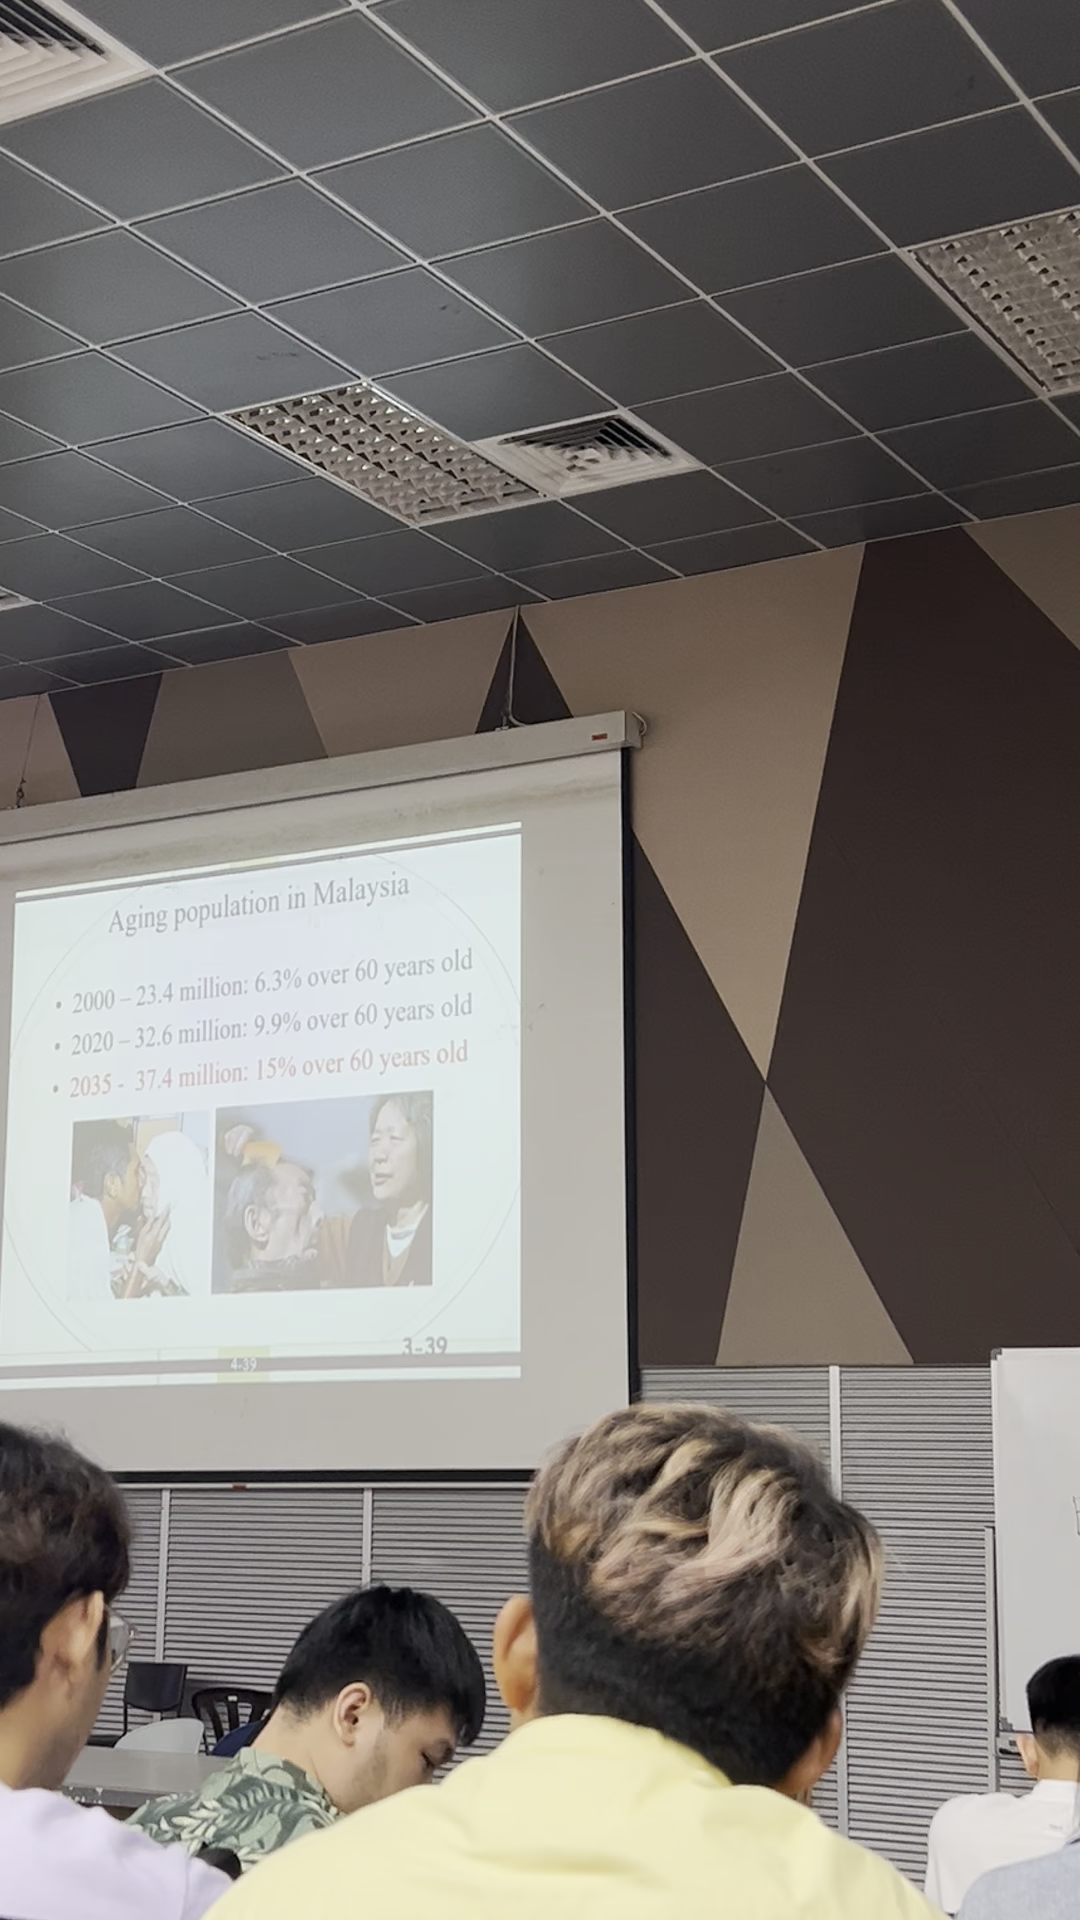 Aging population in Malaysia
• 2000 – 23.4 million: 6.3% over 60 years old
• 2020 – 32.6 million: 9.9% over 60 years old
• 2035 - 37.4 million: 15% over 60 years old
3-39
4-39